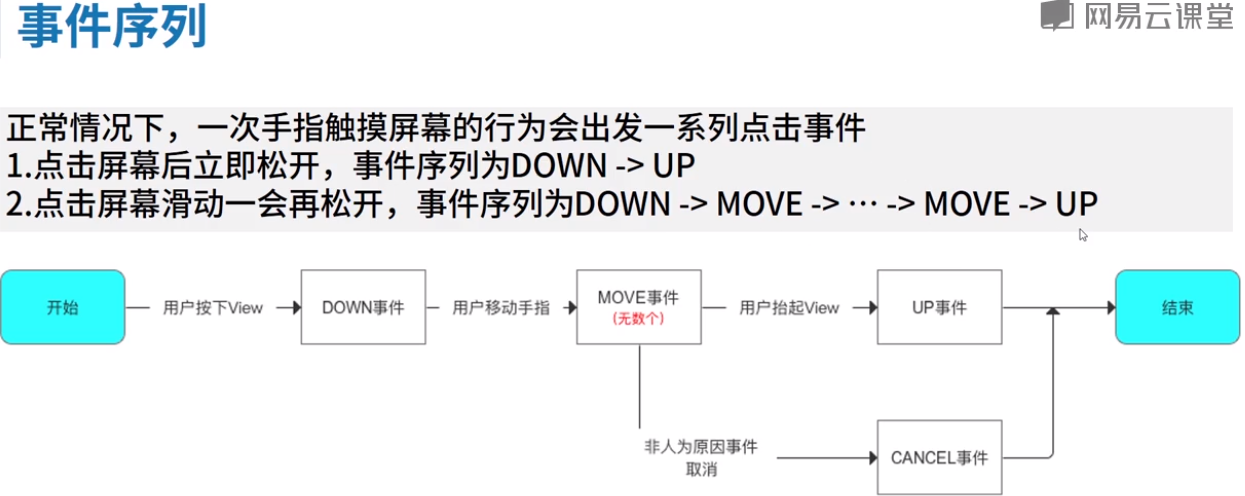 事件序列
网易云课堂
正常情况下，一次手指触摸屏幕的行为会出发一系列点击事件
1.点击屏幕后立即松开，事件序列为DOWN -> UP
2.点击屏幕滑动一会再松开，事件序列为DOWN -> MOVE -> ··· -> MOVE -> UP
开始
用户按下View
DOWN事件
用户移动手指
MOVE事件
(无数个)
用户抬起View
UP事件
结束
非人为原因事件
取消
CANCEL事件